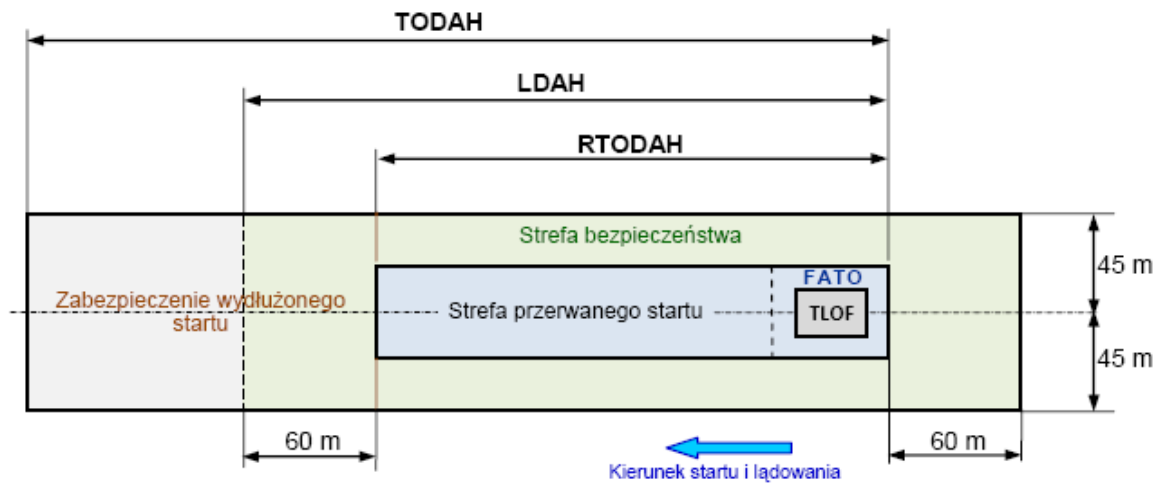 TODAH
LDAH
RTODAH
Strefa bezpieczeństwa
45 m
FATO
Zabezpieczenie wydłużonego
startu
Strefa przerwanego startu
TLOF
45 m
60 m
60 m
Kierunek startu i lądowania